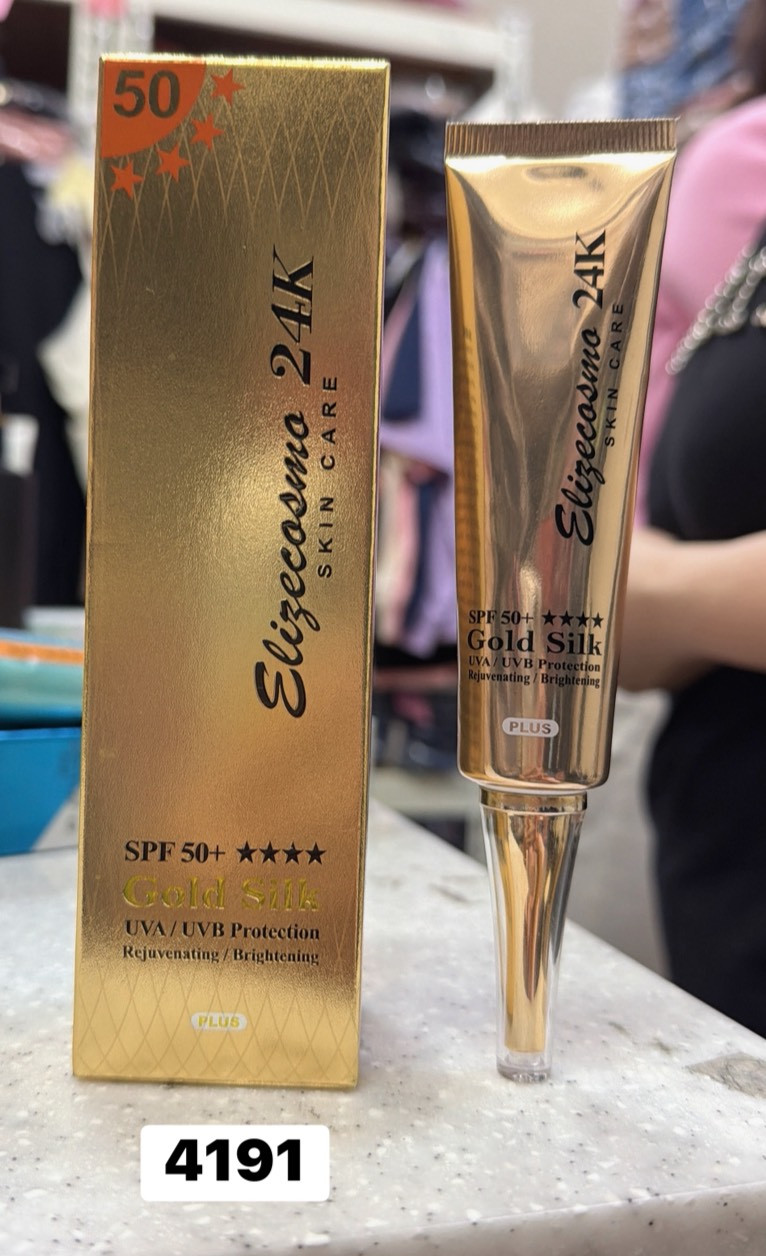 50
Elizecosmo 24K
SKIN CARE
SPF 50+ ★★★★
Gold Silk
UVA / UVB Protection
Rejuvenating / Brightening
PLUS
Elizecosmo 24K
SKIN CARE
SPF 50+ ★★★★
Gold Silk
UVA / UVB Protection
Rejuvenating / Brightening
PLUS
4191